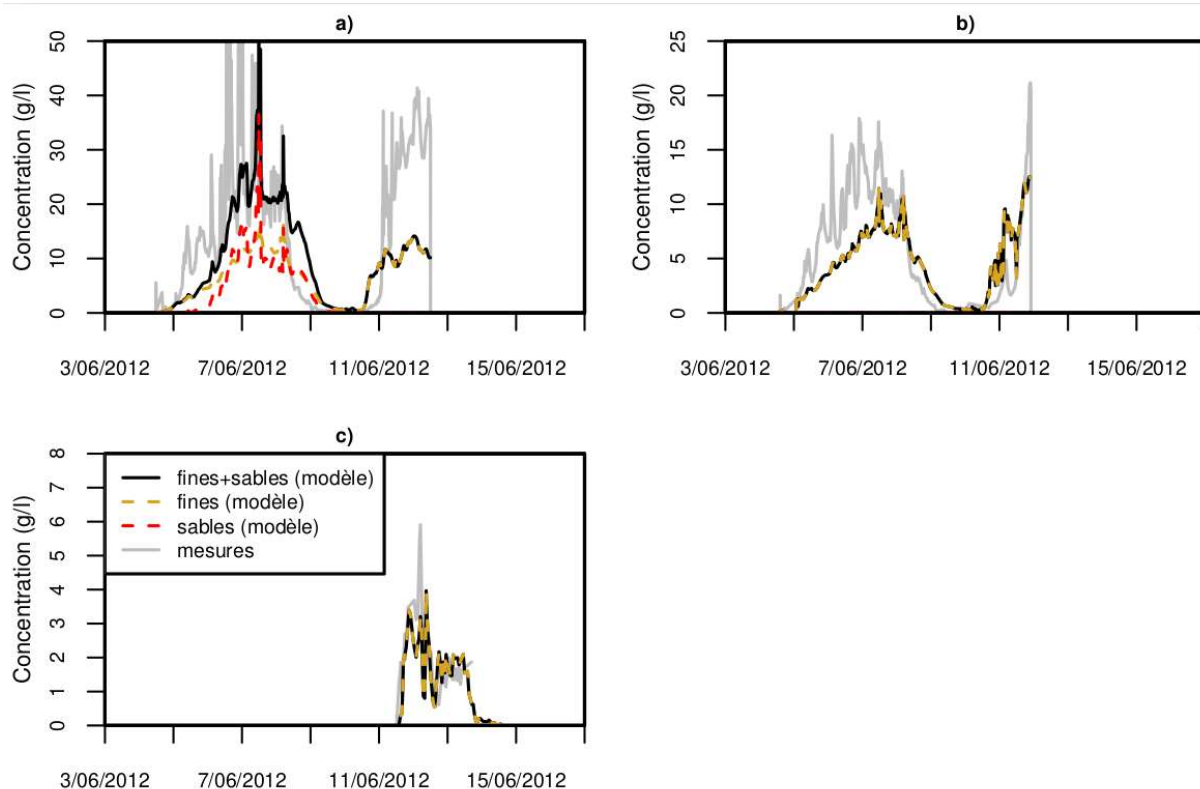 a)
Concentration (g/l)
50
40
30
20
10
0
3/06/2012 7/06/2012 11/06/2012 15/06/2012
b)
Concentration (g/l)
25
20
15
10
5
0
3/06/2012 7/06/2012 11/06/2012 15/06/2012
c)
Concentration (g/l)
8
7
6
5
4
3
2
1
0
fines+sables (modèle)
fines (modèle)
sables (modèle)
mesures
3/06/2012 7/06/2012 11/06/2012 15/06/2012